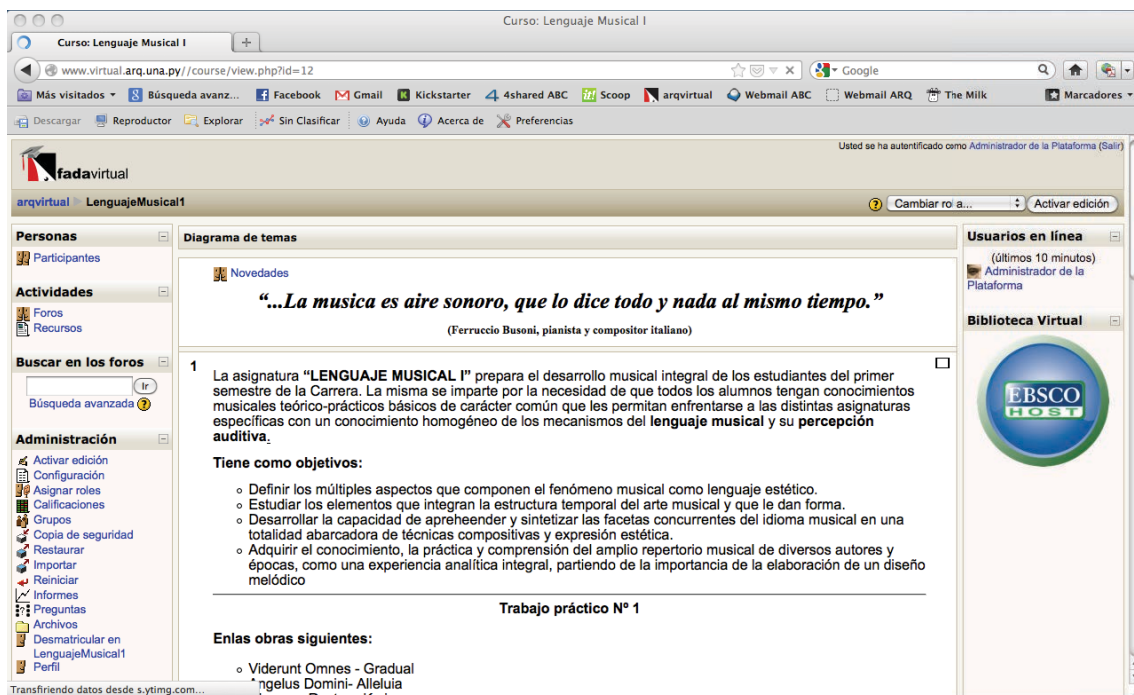 Curso: Lenguaje Musical I
Curso: Lenguaje Musical I
www.virtual.arq.una.py//course/view.php?id=12
Google
Más visitados
Búsqueda avanz...
Facebook
Gmail
Kickstarter
4shared ABC
Scoop
arqvirtual
Webmail ABC
Webmail ARQ
The Milk
Marcadores
Descargar
Reproductor
Explorar
Sin Clasificar
Ayuda
Acerca de
Preferencias
Usted se ha autentificado como Administrador de la Plataforma (Salir)
fadavirtual
arqvirtual
LenguajeMusical1
Cambiar rol a...
Activar edición
Personas
Participantes
Actividades
Foros
Recursos
Buscar en los foros
Ir
Búsqueda avanzada
Administración
Activar edición
Configuración
Asignar roles
Calificaciones
Grupos
Copia de seguridad
Restaurar
Importar
Reiniciar
Informes
Preguntas
Archivos
Desmatricular en
LenguajeMusical1
Perfil
Transfiriendo datos desde s.ytimg.com...
Diagrama de temas
Novedades
“...La musica es aire sonoro, que lo dice todo y nada al mismo tiempo.”
(Ferruccio Busoni, pianista y compositor italiano)
1
La asignatura “LENGUAJE MUSICAL I” prepara el desarrollo musical integral de los estudiantes del primer
semestre de la Carrera. La misma se imparte por la necesidad de que todos los alumnos tengan conocimientos
musicales teórico-prácticos básicos de carácter común que les permitan enfrentarse a las distintas asignaturas
específicas con un conocimiento homogéneo de los mecanismos del lenguaje musical y su percepción
auditiva.
Tiene como objetivos:
Definir los múltiples aspectos que componen el fenómeno musical como lenguaje estético.
Estudiar los elementos que integran la estructura temporal del arte musical y que le dan forma.
Desarrollar la capacidad de apreheender y sintetizar las facetas concurrentes del idioma musical en una
totalidad abarcadora de técnicas compositivas y expresión estética.
Adquirir el conocimiento, la práctica y comprensión del amplio repertorio musical de diversos autores y
épocas, como una experiencia analítica integral, partiendo de la importancia de la elaboración de un diseño
melódico
Trabajo práctico Nº 1
Enlas obras siguientes:
Viderunt Omnes - Gradual
Angelus Domini- Alleluia
Usuarios en línea
(últimos 10 minutos)
Administrador de la
Plataforma
Biblioteca Virtual
EBSCO
HOST